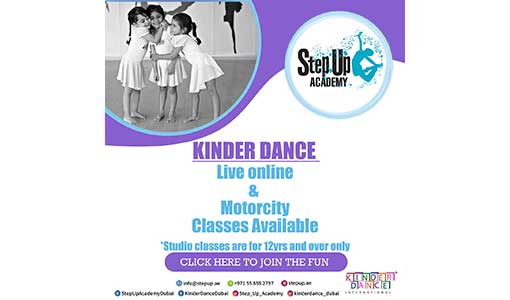 Step Up
ACADEMY
KINDER DANCE
Live online
&
Motorcity
Classes Available
*Studio classes are for 12yrs and over only
CLICK HERE TO JOIN THE FUN
KINDER
DANCE
INTERNATIONAL
info@stepup.ae +971 55 895 2797 stepup.ae
StepUpAcademyDubai KinderDanceDubai Step_Up_Academy kinderdance_dubai